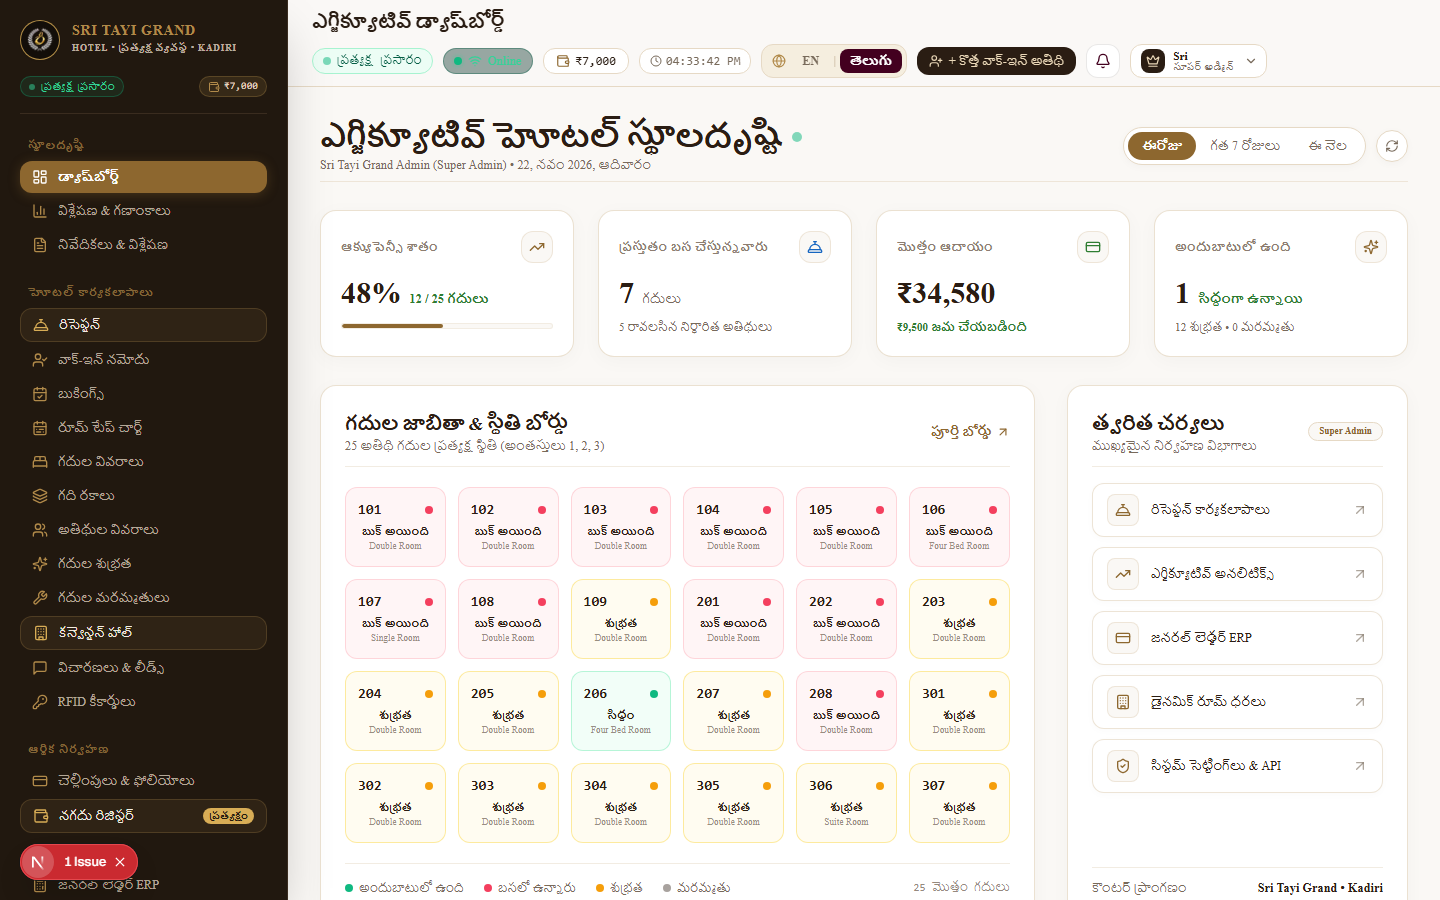 SRI TAYI GRAND
HOTEL • ప్రత్యక్ష వ్యవస్థ • KADIRI
ప్రత్యక్ష ప్రసారం
₹7,000
స్థూలదృష్టి
డ్యాష్‌బోర్డ్
విశ్లేషణ & గణాంకాలు
నివేదికలు & విశ్లేషణ
హోటల్ కార్యకలాపాలు
రిసెప్షన్
వాక్-ఇన్ నమోదు
బుకింగ్స్
రూమ్ టేప్ చార్ట్
గదుల వివరాలు
గది రకాలు
అతిథుల వివరాలు
గదుల శుభ్రత
గదుల మరమ్మతులు
కన్వెన్షన్ హాల్
విచారణలు & లీడ్స్
RFID కీకార్డులు
ఆర్థిక నిర్వహణ
చెల్లింపులు & ఫోలియోలు
నగదు రిజిస్టర్
ప్రత్యక్షం
1 Issue
జనరల్ లెడ్జర్ ERP
ఎగ్జిక్యూటివ్ డ్యాష్‌బోర్డ్
ప్రత్యక్ష ప్రసారం
Online
₹7,000
04:33:42 PM
EN
తెలుగు
+ కొత్త వాక్-ఇన్ అతిథి
Sri
సూపర్ అడ్మిన్
ఎగ్జిక్యూటివ్ హోటల్ స్థూలదృష్టి
Sri Tayi Grand Admin (Super Admin) • 22, నవం 2026, ఆదివారం
ఈరోజు
గత 7 రోజులు
ఈ నెల
ఆక్యుపెన్సీ శాతం
48% 12 / 25 గదులు
ప్రస్తుతం బస చేస్తున్నవారు
7 గదులు
5 రావలసిన నిర్ధారిత అతిథులు
మొత్తం ఆదాయం
₹34,580
₹9,500 జమ చేయబడింది
అందుబాటులో ఉంది
1 సిద్ధంగా ఉన్నాయి
12 శుభ్రత • 0 మరమ్మతు
గదుల జాబితా & స్థితి బోర్డు
25 అతిథి గదుల ప్రత్యక్ష స్థితి (అంతస్తులు 1, 2, 3)
పూర్తి బోర్డు
101 102 103 104 105 106
బుక్ అయింది బుక్ అయింది బుక్ అయింది బుక్ అయింది బుక్ అయింది బుక్ అయింది
Double Room Double Room Double Room Double Room Double Room Four Bed Room
107 108 109 201 202 203
బుక్ అయింది బుక్ అయింది శుభ్రత బుక్ అయింది బుక్ అయింది శుభ్రత
Single Room Double Room Double Room Double Room Double Room Double Room
204 205 206 207 208 301
శుభ్రత శుభ్రత సిద్ధం శుభ్రత బుక్ అయింది శుభ్రత
Double Room Double Room Four Bed Room Double Room Double Room Double Room
302 303 304 305 306 307
శుభ్రత శుభ్రత శుభ్రత శుభ్రత శుభ్రత శుభ్రత
Double Room Double Room Double Room Double Room Suite Room Double Room
అందుబాటులో ఉంది
బసలో ఉన్నారు
శుభ్రత
మరమ్మతు
25 మొత్తం గదులు
త్వరిత చర్యలు
ముఖ్యమైన నిర్వహణ విభాగాలు
Super Admin
రిసెప్షన్ కార్యకలాపాలు
ఎగ్జిక్యూటివ్ అనలిటిక్స్
జనరల్ లెడ్జర్ ERP
డైనమిక్ రూమ్ ధరలు
సిస్టమ్ సెట్టింగ్‌లు & API
కౌంటర్ ప్రాంగణం
Sri Tayi Grand • Kadiri